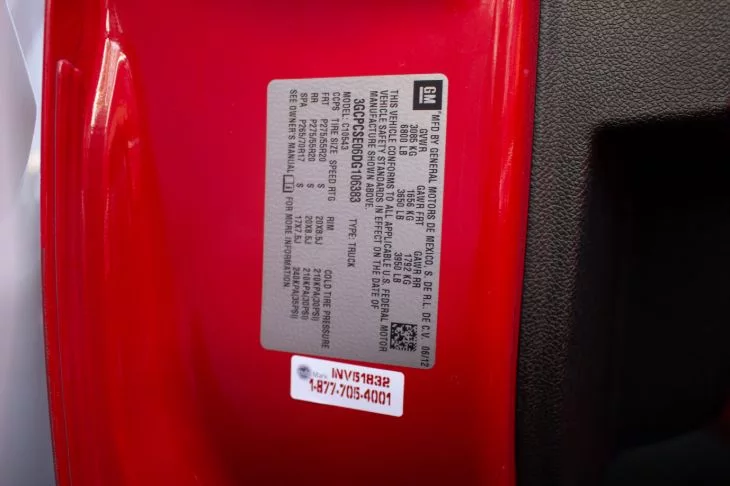 GM
MFD BY GENERAL MOTORS DE MEXICO, S. DE R.L. DE C.V. 06/12
GVWR GAWR FRT GAWR RR
3085 KG 1656 KG 1792 KG
6800 LB 3650 LB 3950 LB
THIS VEHICLE CONFORMS TO ALL APPLICABLE U.S. FEDERAL MOTOR
VEHICLE SAFETY STANDARDS IN EFFECT ON THE DATE OF
MANUFACTURE SHOWN ABOVE.
3GCPCSE06DG106383 TYPE: TRUCK
MODEL: C10543
CCPS TIRE SIZE SPEED RTG RIM COLD TIRE PRESSURE
FRT P275/55R20 S 20X8.5J 210KPA(30PSI)
RR P275/55R20 S 20X8.5J 210KPA(30PSI)
SPA P265/70R17 S 17X7.5J 240KPA(35PSI)
SEE OWNER'S MANUAL FOR MORE INFORMATION.
INV51832
1-877-705-4001